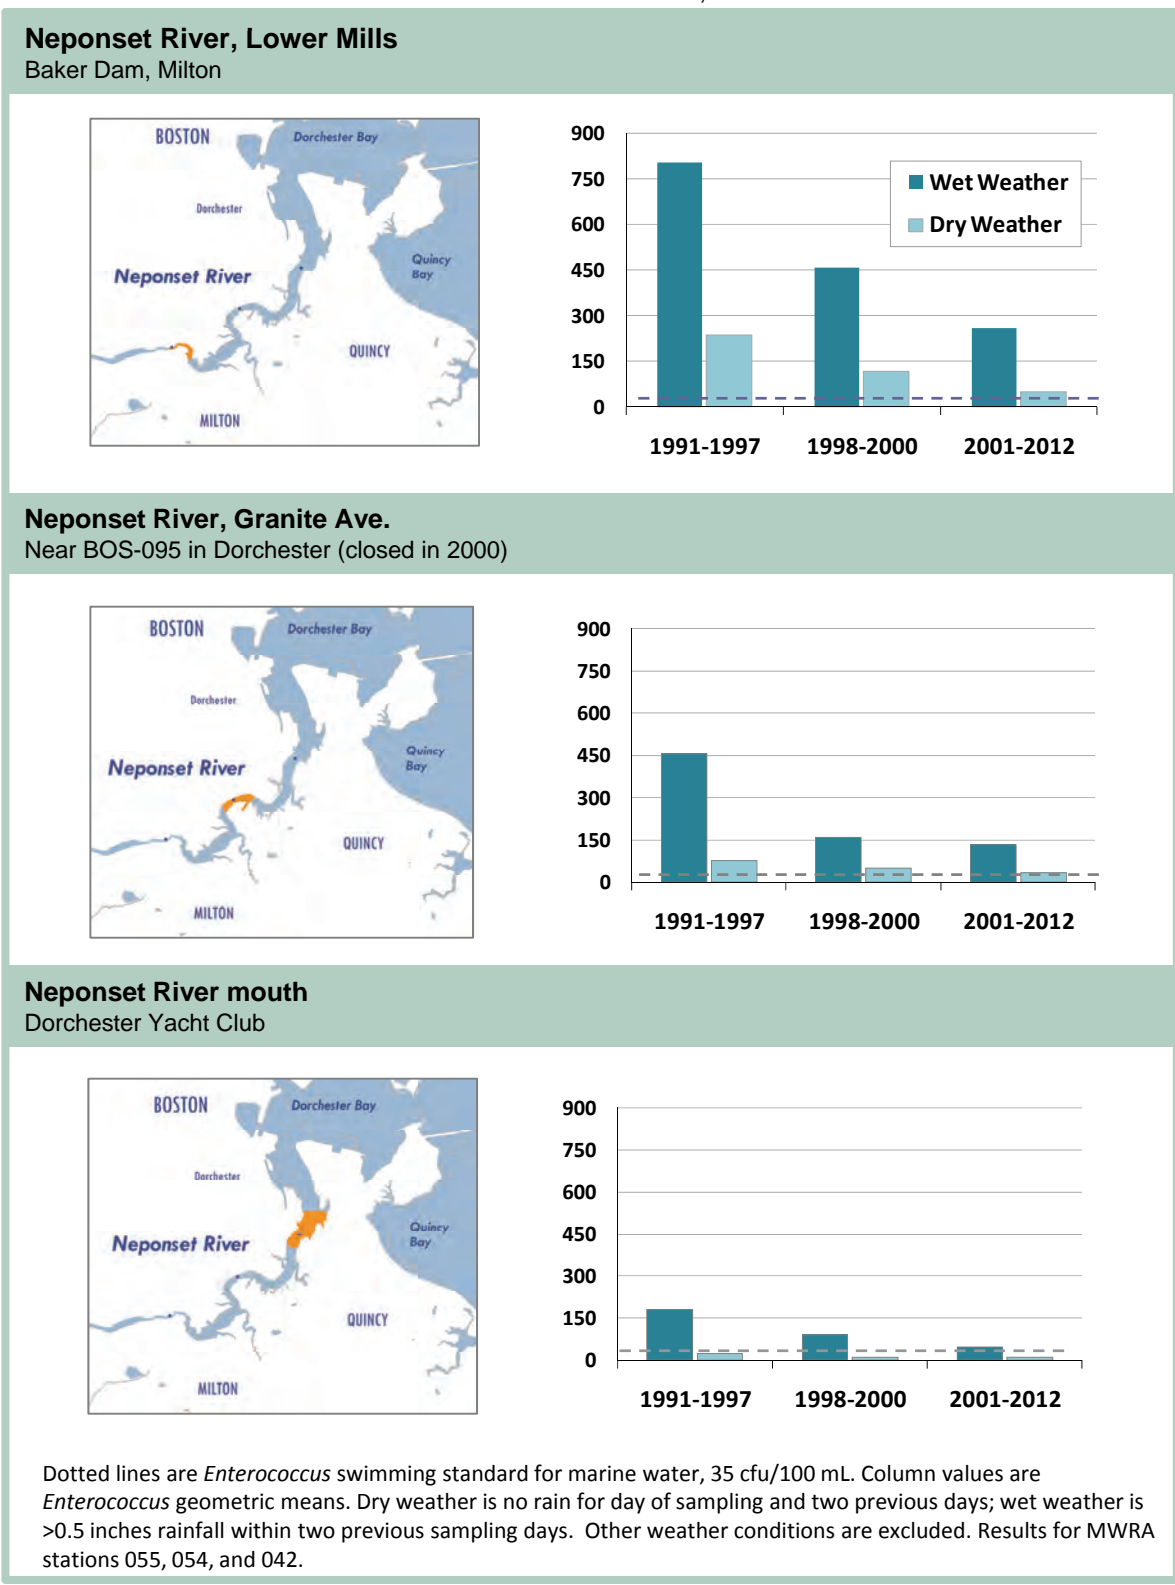 Neponset River, Lower Mills
Baker Dam, Milton
BOSTON
Dorchester Bay
Dorchester
Quincy
Bay
Neponset River
QUINCY
MILTON
900
750
600
450
300
150
0
Wet Weather
Dry Weather
1991-1997 1998-2000 2001-2012
Neponset River, Granite Ave.
Near BOS-095 in Dorchester (closed in 2000)
BOSTON
Dorchester Bay
Dorchester
Quincy
Bay
Neponset River
QUINCY
MILTON
900
750
600
450
300
150
0
1991-1997 1998-2000 2001-2012
Neponset River mouth
Dorchester Yacht Club
BOSTON
Dorchester Bay
Dorchester
Quincy
Bay
Neponset River
QUINCY
MILTON
900
750
600
450
300
150
0
1991-1997 1998-2000 2001-2012
Dotted lines are Enterococcus swimming standard for marine water, 35 cfu/100 mL. Column values are
Enterococcus geometric means. Dry weather is no rain for day of sampling and two previous days; wet weather is
>0.5 inches rainfall within two previous sampling days. Other weather conditions are excluded. Results for MWRA
stations 055, 054, and 042.